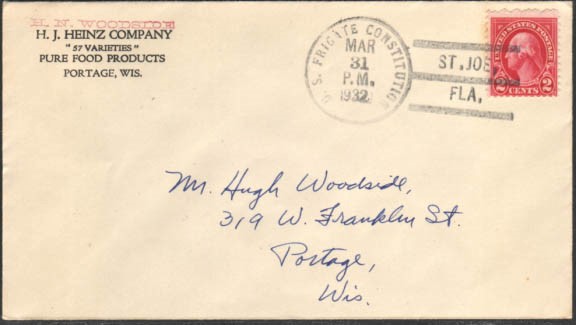 H. N. WOODSIDE
H. J. HEINZ COMPANY
"57 VARIETIES"
PURE FOOD PRODUCTS
PORTAGE, WIS.
U. S. FRIGATE CONSTITUTION
MAR
31
P.M.
1932
ST. JOE,
FLA,
UNITED STATES POSTAGE
2 CENTS 2
Mr. Hugh Woodside,
319 W. Franklin St.
Portage,
Wis.